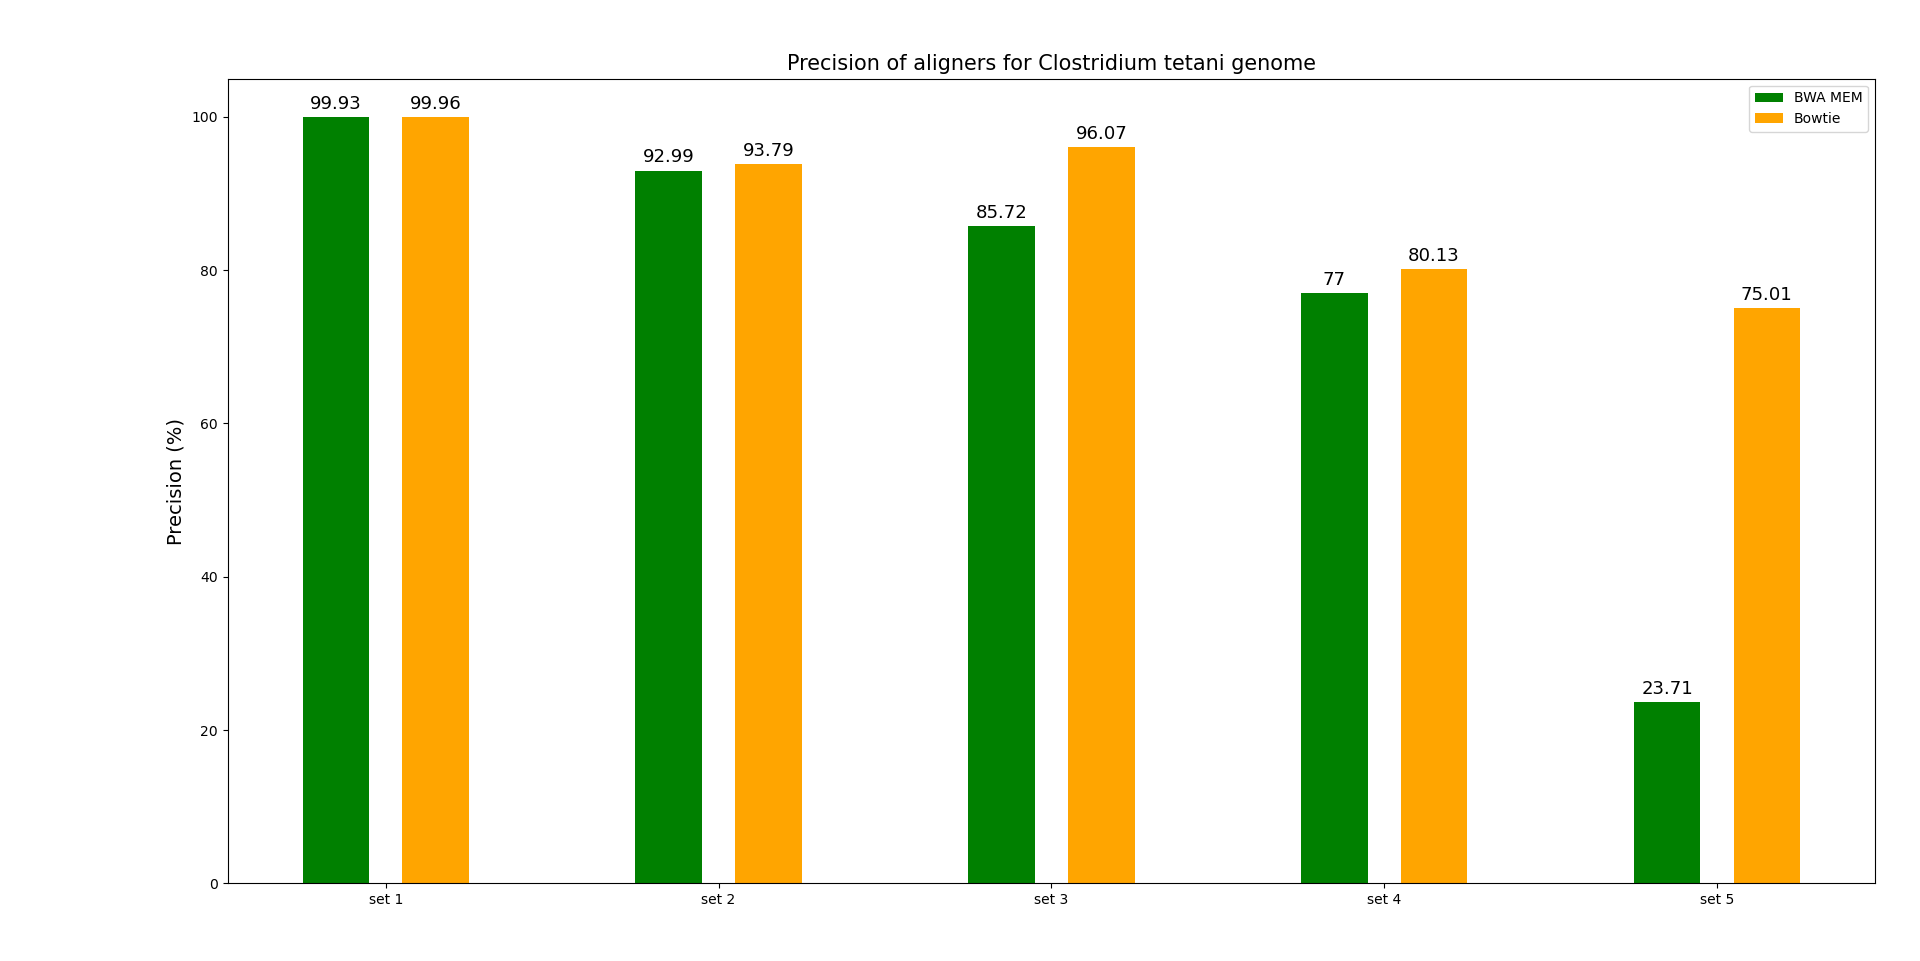 Precision of aligners for Clostridium tetani genome
BWA MEM
Bowtie
Precision (%)
100
80
60
40
20
0
99.93
99.96
92.99
93.79
85.72
96.07
77
80.13
23.71
75.01
set 1
set 2
set 3
set 4
set 5